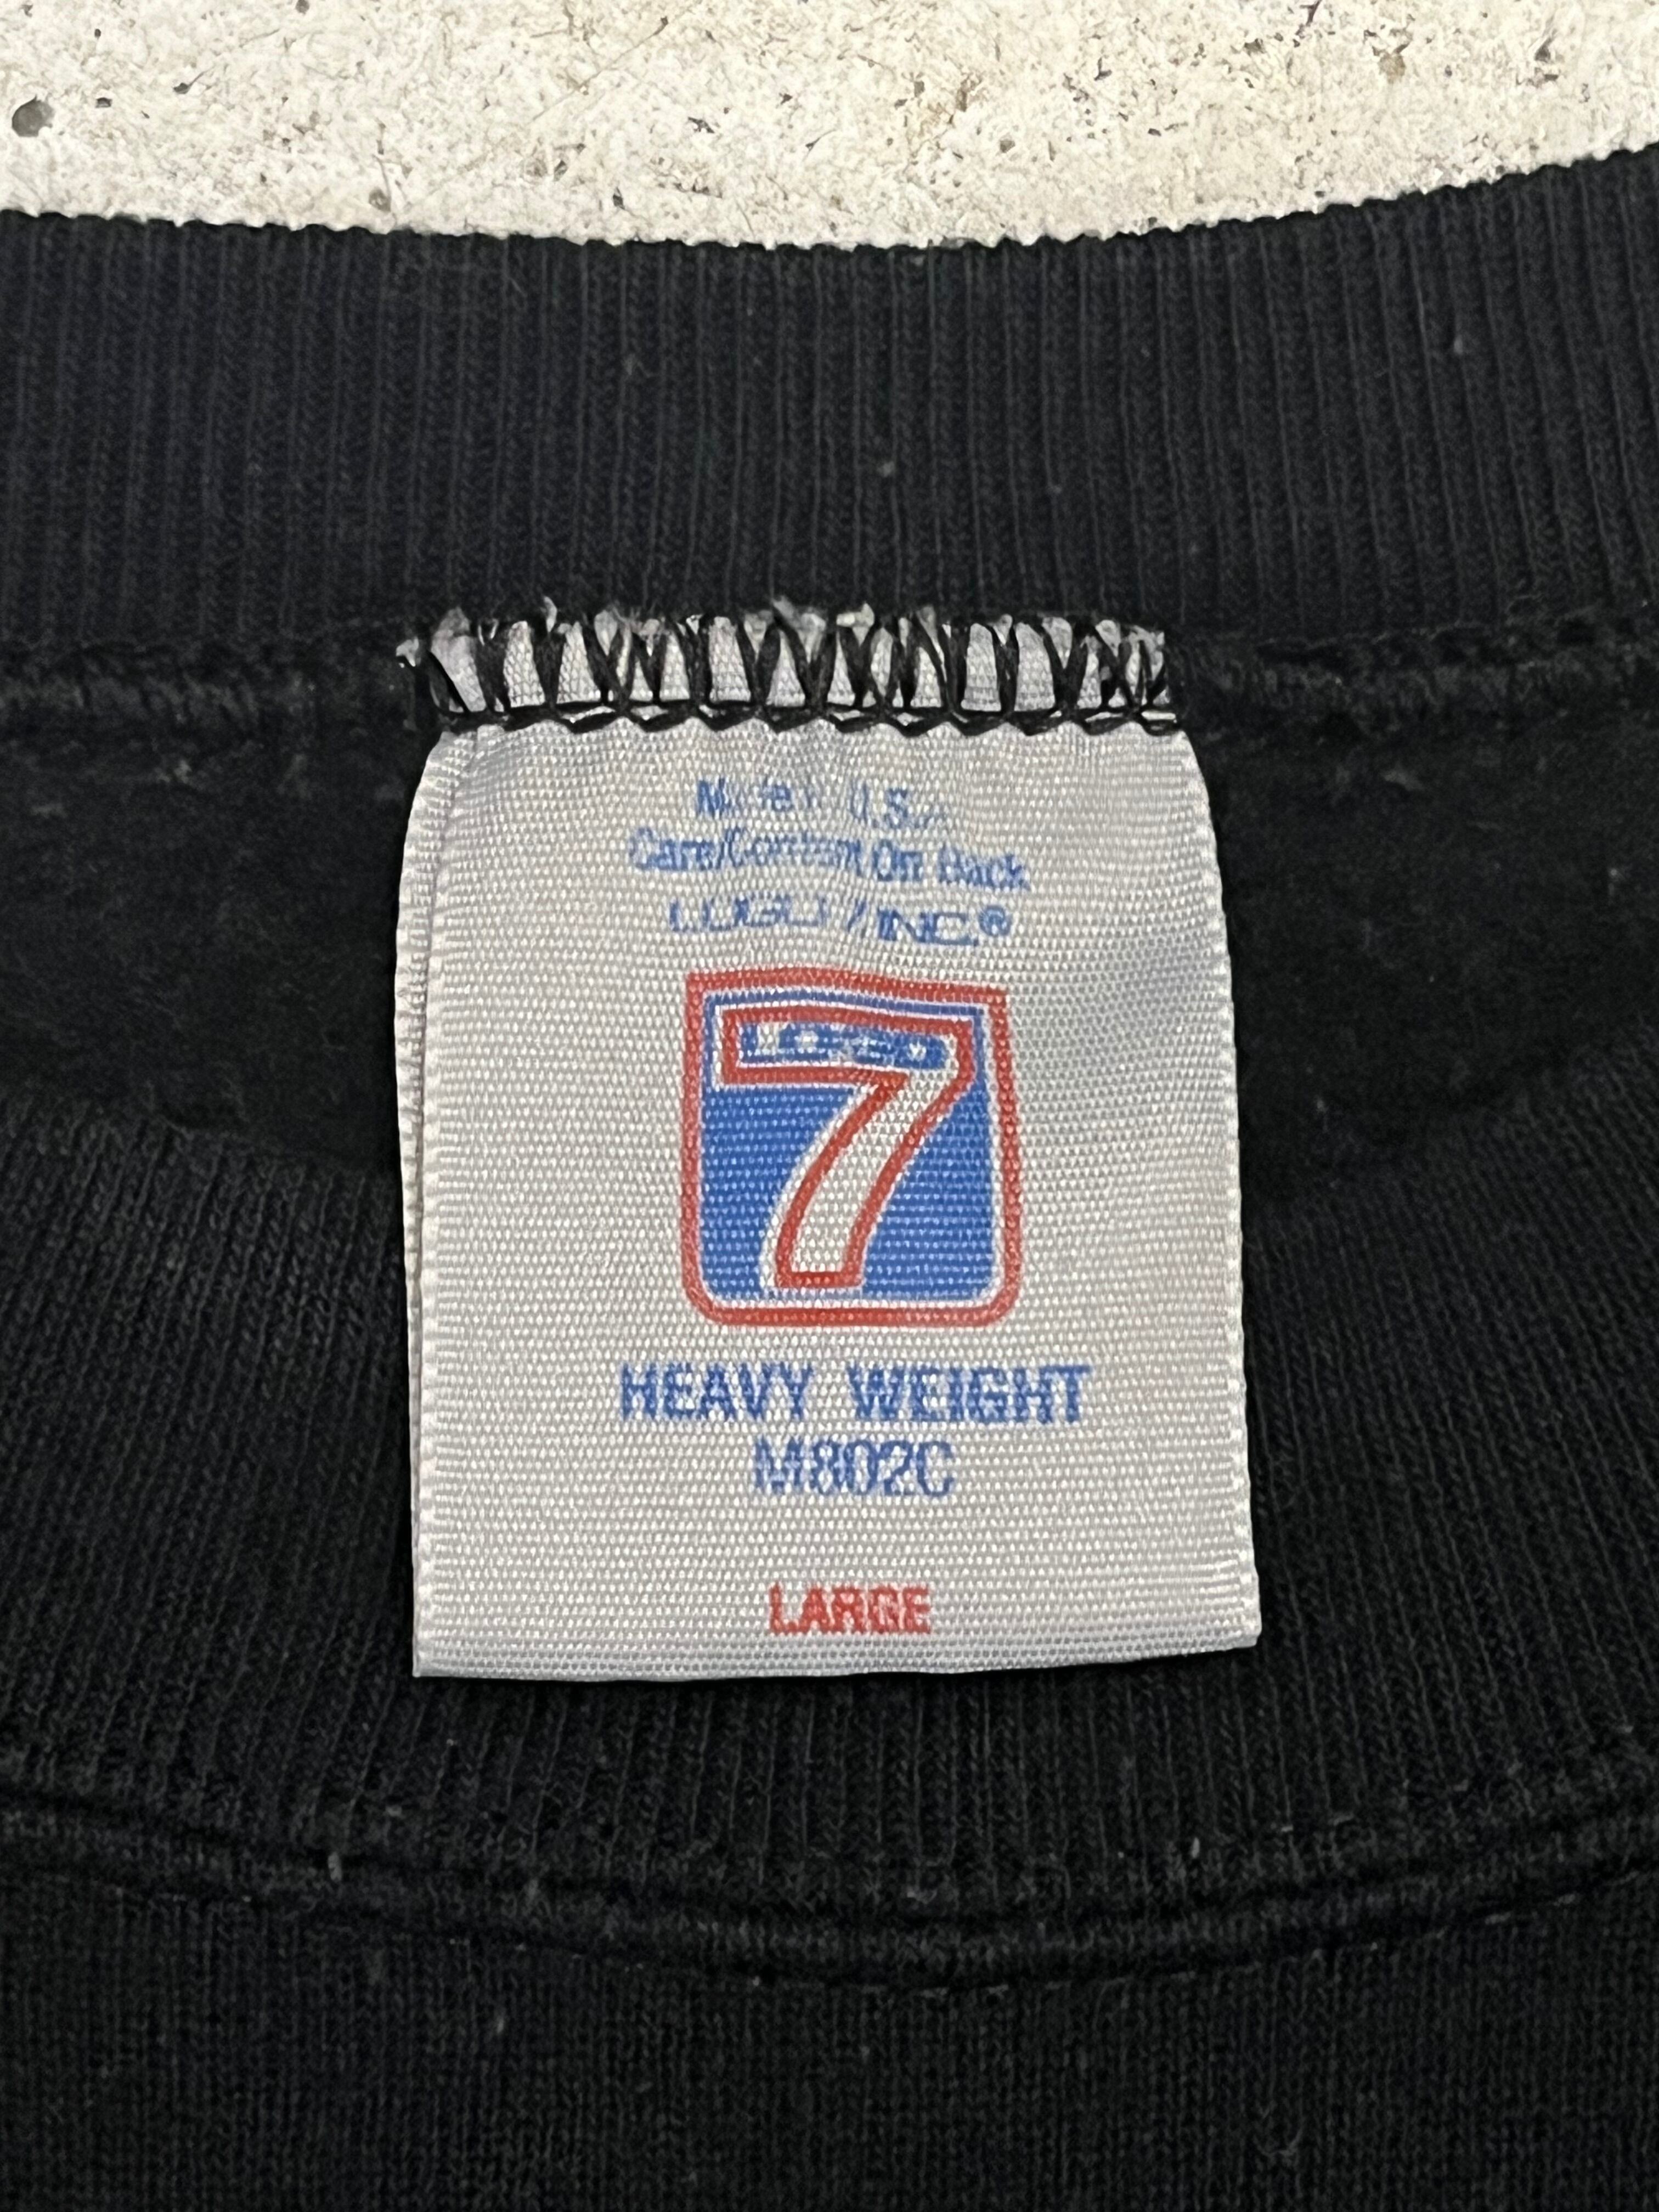 Made in U.S.A.
Care/Content On Back
LOGO 7 INC.®
LOGO
7
HEAVY WEIGHT
M802C
LARGE